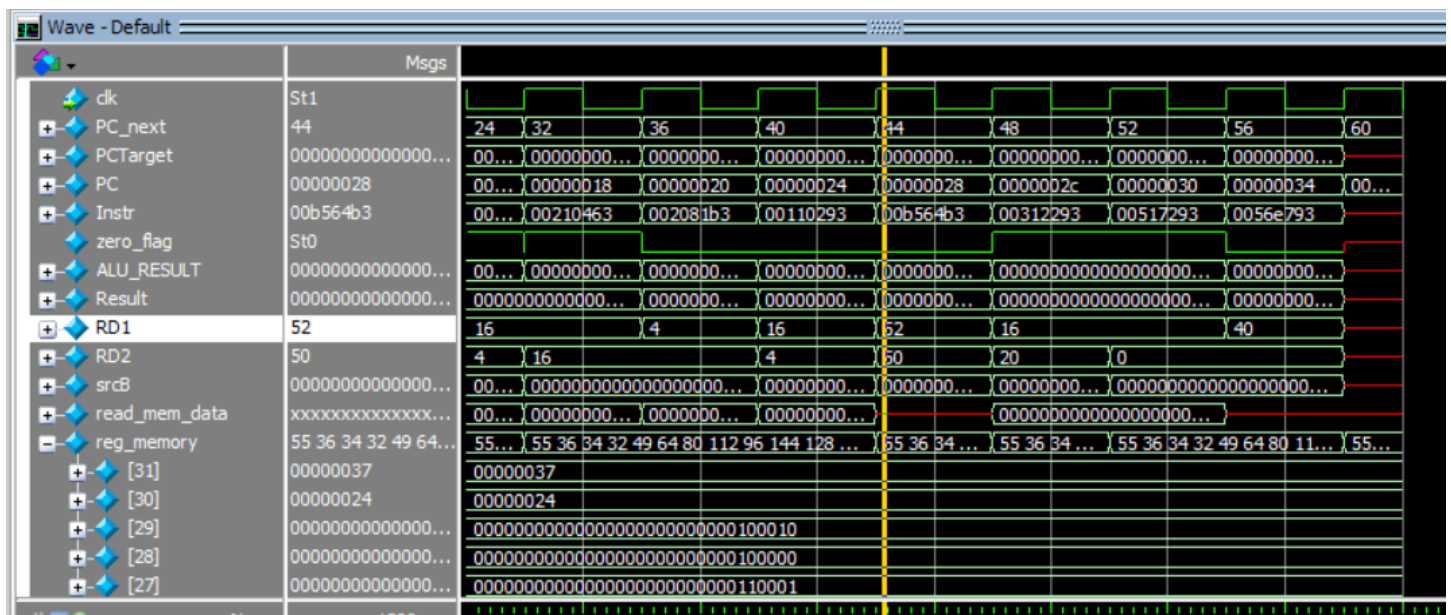 Wave - Default
Msgs
clk St1
PC_next 44 24 32 36 40 44 48 52 56 60
PCTarget 00000000000000... 00... 00000000... 0000000... 00000000... 0000000... 00000000... 0000000... 00000000...
PC 00000028 00... 00000018 00000020 00000024 00000028 0000002c 00000030 00000034 00...
Instr 00b564b3 00... 00210463 002081b3 00110293 00b564b3 00312293 00517293 0056e793
zero_flag St0
ALU_RESULT 00000000000000... 00... 00000000... 0000000... 00000000... 0000000... 0000000000000000000... 00000000...
Result 00000000000000... 0000000000000... 0000000... 00000000... 0000000... 0000000000000000000... 00000000...
RD1 52 16 4 16 52 16 40
RD2 50 4 16 4 50 20 0
srcB 00000000000000... 00... 0000000000000000000... 00000000... 0000000... 00000000... 0000000000000000000...
read_mem_data xxxxxxxxxxxxxx... 00... 00000000... 0000000... 00000000... 0000000000000000000...
reg_memory 55 36 34 32 49 64... 55... 55 36 34 32 49 64 80 112 96 144 128 ... 55 36 34 ... 55 36 34 ... 55 36 34 32 49 64 80 11... 55...
[31] 00000037 00000037
[30] 00000024 00000024
[29] 00000000000000... 00000000000000000000000000100010
[28] 00000000000000... 00000000000000000000000000100000
[27] 00000000000000... 00000000000000000000000000110001